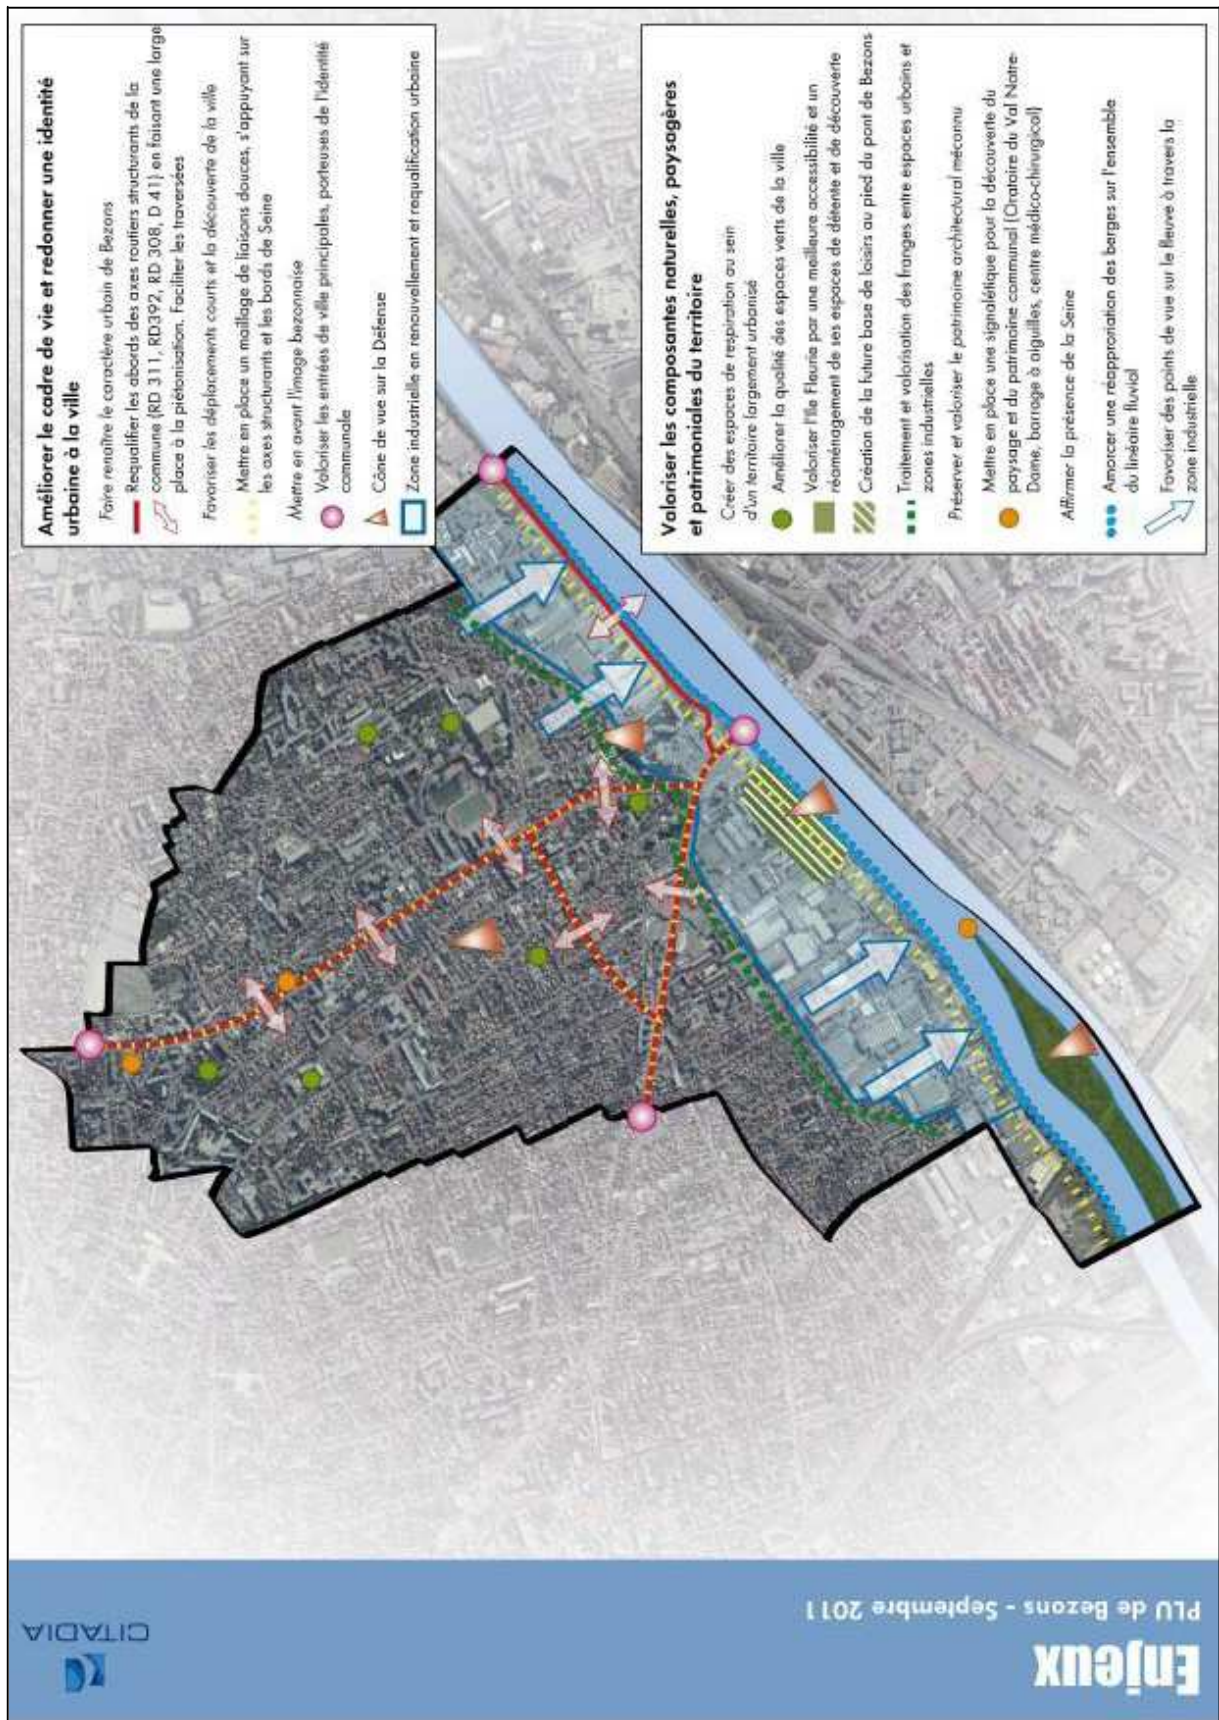 Améliorer le cadre de vie et redonner une identité
urbaine à la ville
Faire renaître le caractère urbain de Bezons
Requalifier les abords des axes routiers structurants de la
commune (RD 311, RD392, RD 308, D 41) en faisant une large
place à la piétonisation. Faciliter les traversées
Favoriser les déplacements courts et la découverte de la ville
Mettre en place un maillage de liaisons douces, s'appuyant sur
les axes structurants et les bords de Seine
Mettre en avant l'image bezonnaise
Valoriser les entrées de ville principales, porteuses de l'identité
communale
Cône de vue sur la Défense
Zone industrielle en renouvellement et requalification urbaine
Valoriser les composantes naturelles, paysagères
et patrimoniales du territoire
Créer des espaces de respiration au sein
d'un territoire largement urbanisé
Améliorer la qualité des espaces verts de la ville
Valoriser l'Ile Fleurie par une meilleure accessibilité et un
réaménagement de ses espaces de détente et de découverte
Création de la future base de loisirs au pied du pont de Bezons
Traitement et valorisation des franges entre espaces urbains et
zones industrielles
Préserver et valoriser le patrimoine architectural méconnu
Mettre en place une signalétique pour la découverte du
paysage et du patrimoine communal (Oratoire du Val Notre-
Dame, barrage à aiguilles, centre médico-chirurgical)
Affirmer la présence de la Seine
Amorcer une réappropriation des berges sur l'ensemble
du linéaire fluvial
Favoriser des points de vue sur le fleuve à travers la
zone industrielle
CITADIA
PLU de Bezons - Septembre 2011
Enjeux